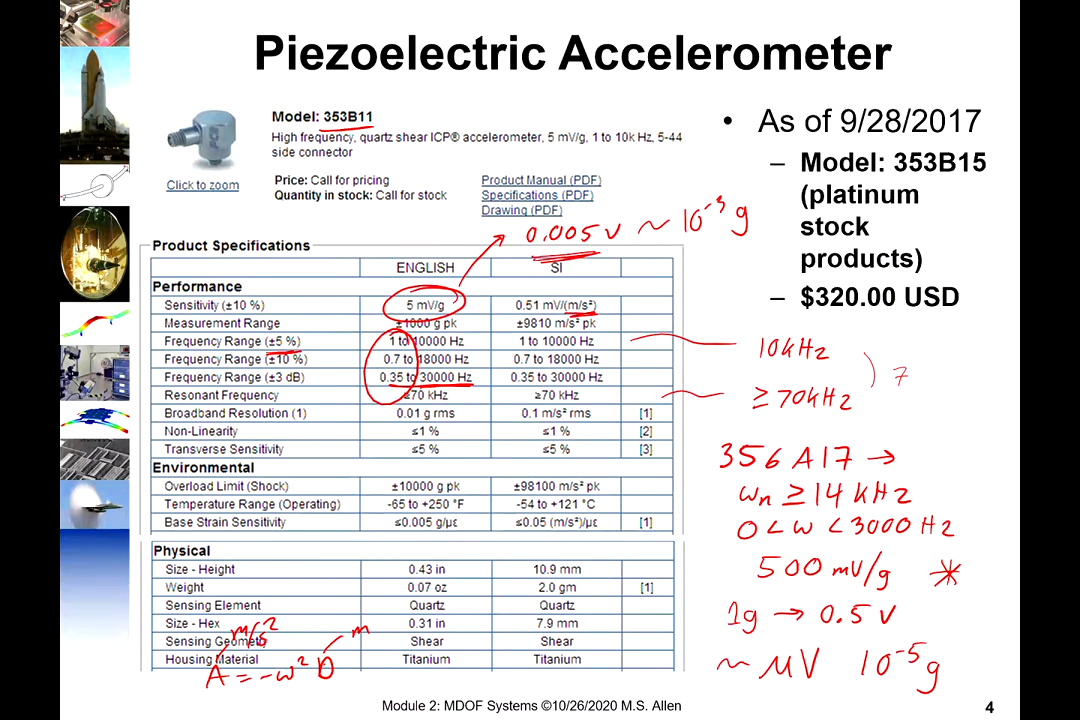 Piezoelectric Accelerometer
Model: 353B11
High frequency, quartz shear ICP® accelerometer, 5 mV/g, 1 to 10k Hz, 5-44
side connector
Click to zoom
Price: Call for pricing
Quantity in stock: Call for stock
Product Manual (PDF)
Specifications (PDF)
Drawing (PDF)
• As of 9/28/2017
– Model: 353B15
(platinum
stock
products)
– $320.00 USD
0.005 v ~ 10⁻³ g
Product Specifications
ENGLISH SI
Performance
Sensitivity (±10 %) 5 mV/g 0.51 mV/(m/s²)
Measurement Range ±1000 g pk ±9810 m/s² pk
Frequency Range (±5 %) 1 to 10000 Hz 1 to 10000 Hz
Frequency Range (±10 %) 0.7 to 18000 Hz 0.7 to 18000 Hz
Frequency Range (±3 dB) 0.35 to 30000 Hz 0.35 to 30000 Hz
Resonant Frequency ≥70 kHz ≥70 kHz
Broadband Resolution (1) 0.01 g rms 0.1 m/s² rms [1]
Non-Linearity ≤1 % ≤1 % [2]
Transverse Sensitivity ≤5 % ≤5 % [3]
Environmental
Overload Limit (Shock) ±10000 g pk ±98100 m/s² pk
Temperature Range (Operating) -65 to +250 °F -54 to +121 °C
Base Strain Sensitivity ≤0.005 g/µε ≤0.05 (m/s²)/µε [1]
Physical
Size - Height 0.43 in 10.9 mm
Weight 0.07 oz 2.0 gm [1]
Sensing Element Quartz Quartz
Size - Hex 0.31 in 7.9 mm
Sensing Geometry Shear Shear
Housing Material Titanium Titanium
m/s² m
A = -ω² D
10kHz
7
≥70kHz
356A17 →
ωn ≥ 14 kHz
0 < ω < 3000 Hz
500 mV/g *
1g → 0.5 v
~ μV 10⁻⁵ g
Module 2: MDOF Systems ©10/26/2020 M.S. Allen
4